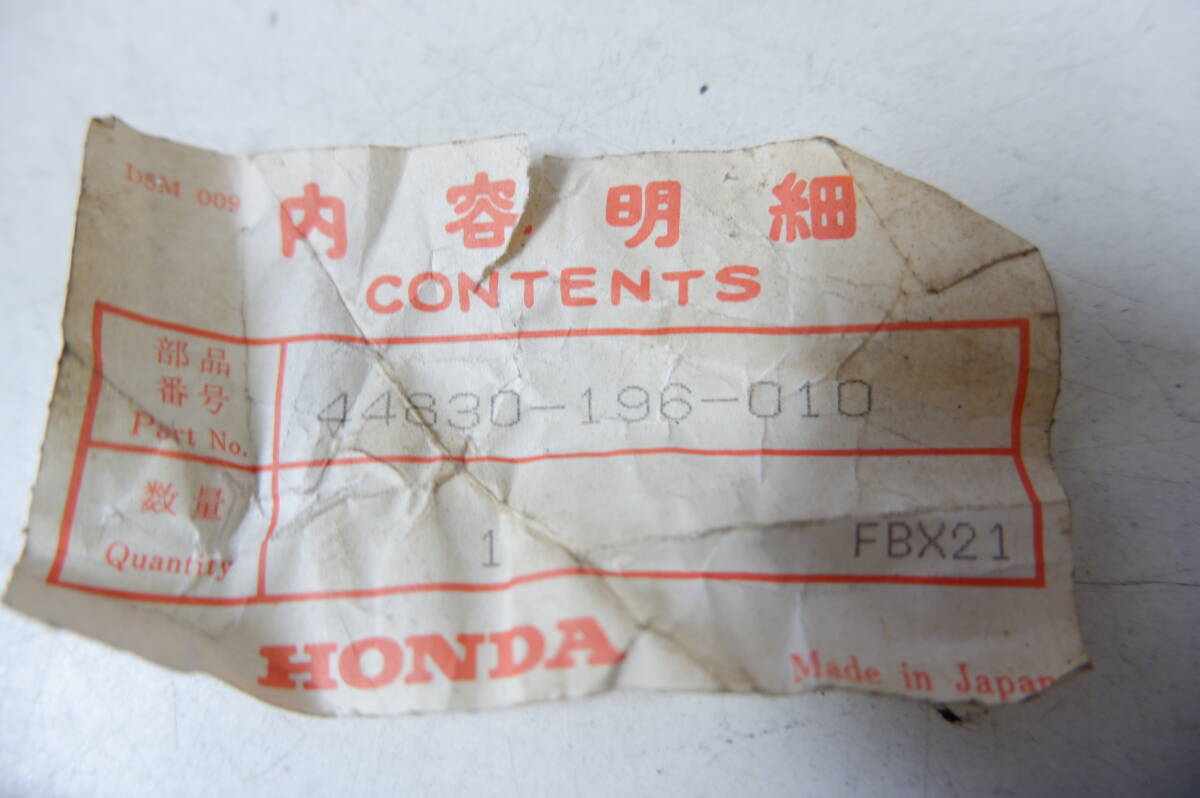 DSM 009
内容明細
CONTENTS
部品
番号
Part No.
44830-196-010
数量
Quantity
1
FBX21
HONDA
Made in Japan